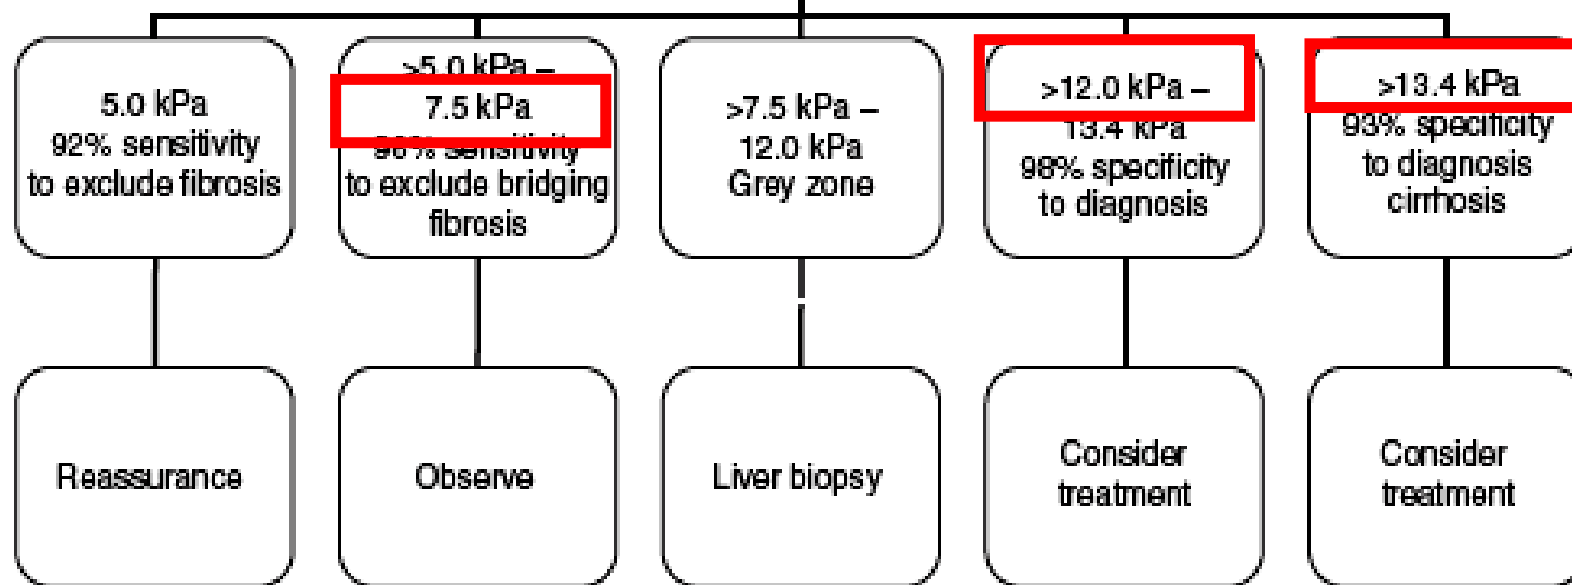 5.0 kPa
92% sensitivity
to exclude fibrosis
>5.0 kPa –
7.5 kPa
sensitivity
to exclude bridging
fibrosis
>7.5 kPa –
12.0 kPa
Grey zone
>12.0 kPa –
13.4 kPa
98% specificity
to diagnosis
>13.4 kPa
93% specificity
to diagnosis
cirrhosis
Reassurance
Observe
Liver biopsy
Consider
treatment
Consider
treatment